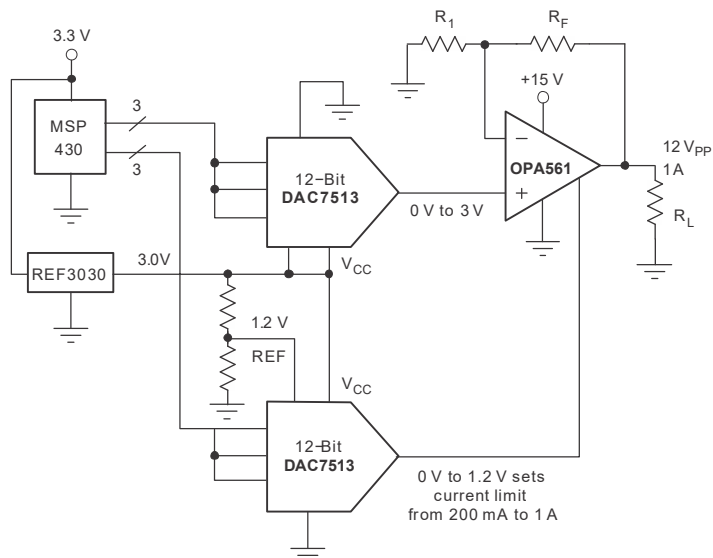 R1
RF
3.3 V
+15 V
3
MSP
430
3
12–Bit
DAC7513
–
OPA561
+
12 VPP
1A
RL
0 V to 3 V
REF3030
3.0V
VCC
1.2 V
REF
VCC
12–Bit
DAC7513
0 V to 1.2 V sets
current limit
from 200 mA to 1 A